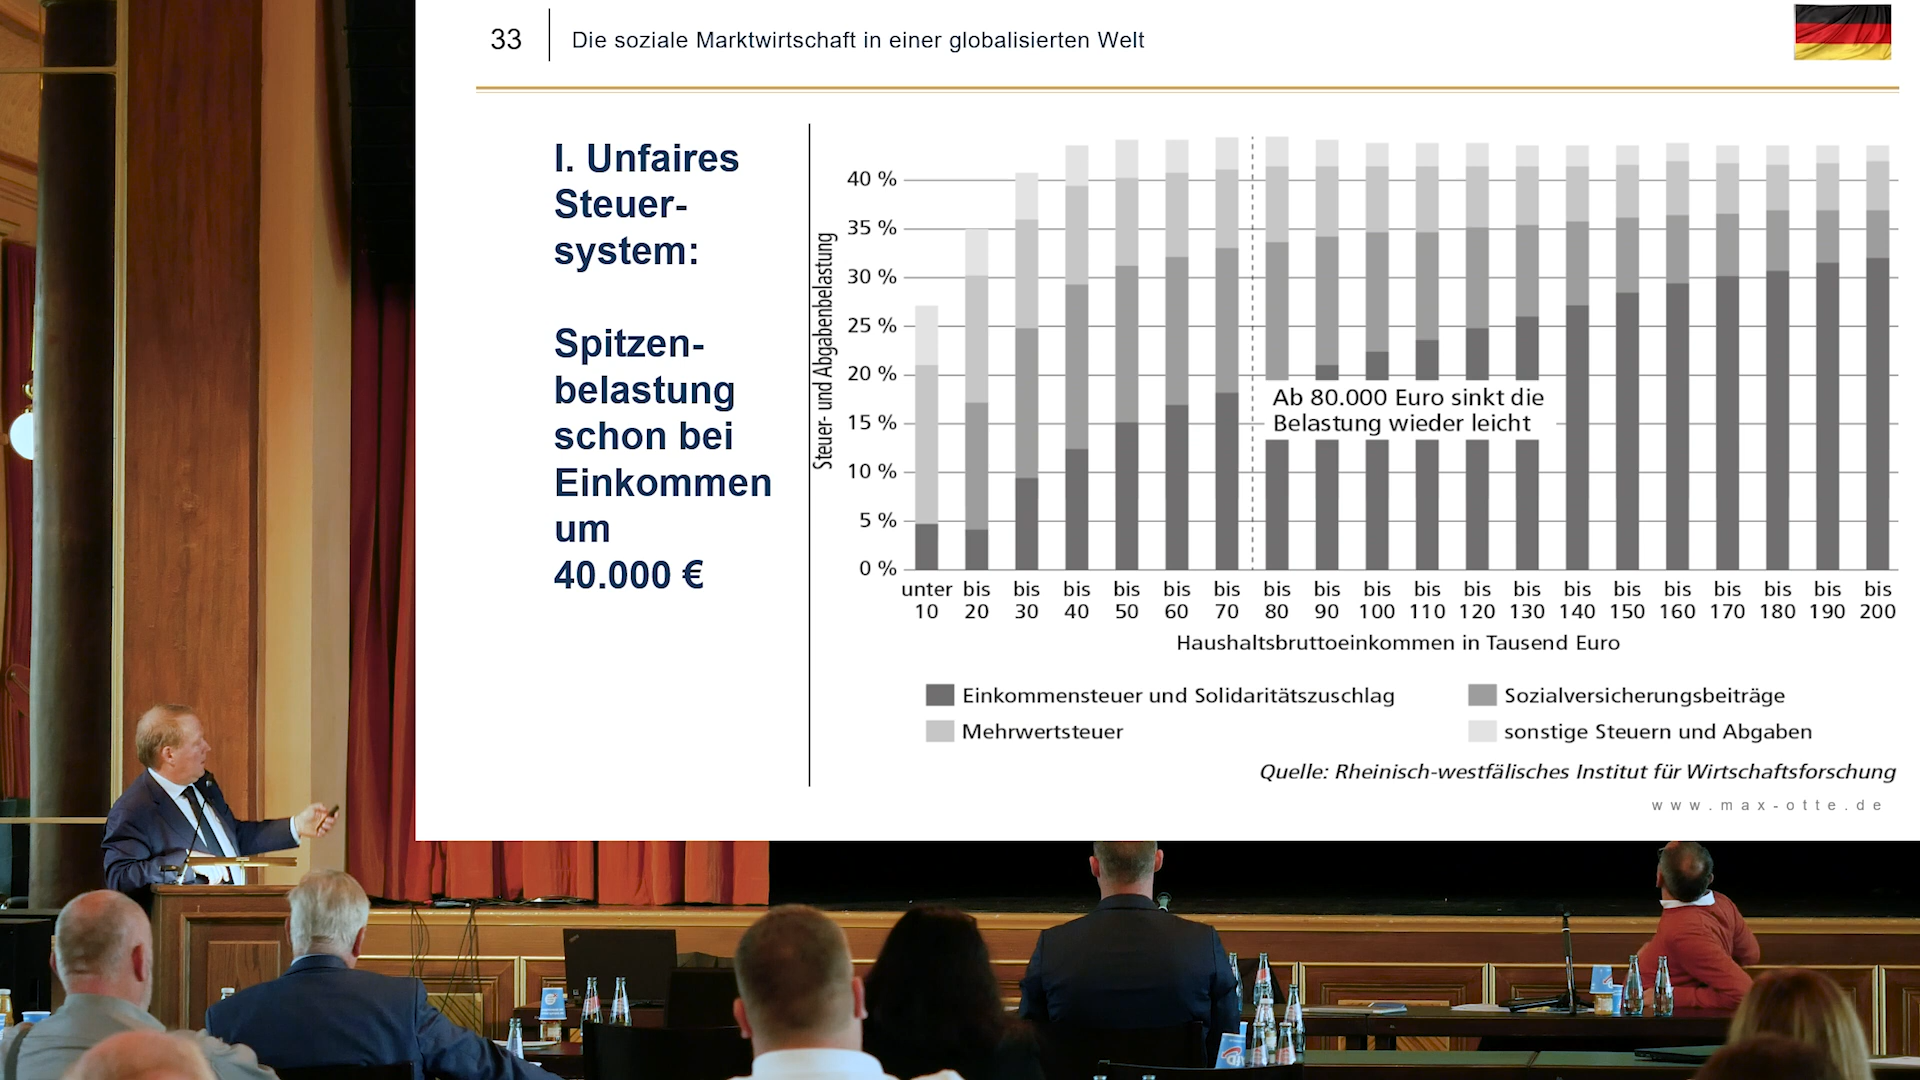 33
Die soziale Marktwirtschaft in einer globalisierten Welt
I. Unfaires
Steuer-
system:
Spitzen-
belastung
schon bei
Einkommen
um
40.000 €
Steuer- und Abgabenbelastung
40 %
35 %
30 %
25 %
20 %
15 %
10 %
5 %
0 %
Ab 80.000 Euro sinkt die
Belastung wieder leicht
unter bis bis bis bis bis bis bis bis bis bis bis bis bis bis bis bis bis bis bis
10 20 30 40 50 60 70 80 90 100 110 120 130 140 150 160 170 180 190 200
Haushaltsbruttoeinkommen in Tausend Euro
Einkommensteuer und Solidaritätszuschlag
Sozialversicherungsbeiträge
Mehrwertsteuer
sonstige Steuern und Abgaben
Quelle: Rheinisch-westfälisches Institut für Wirtschaftsforschung
www.max-otte.de